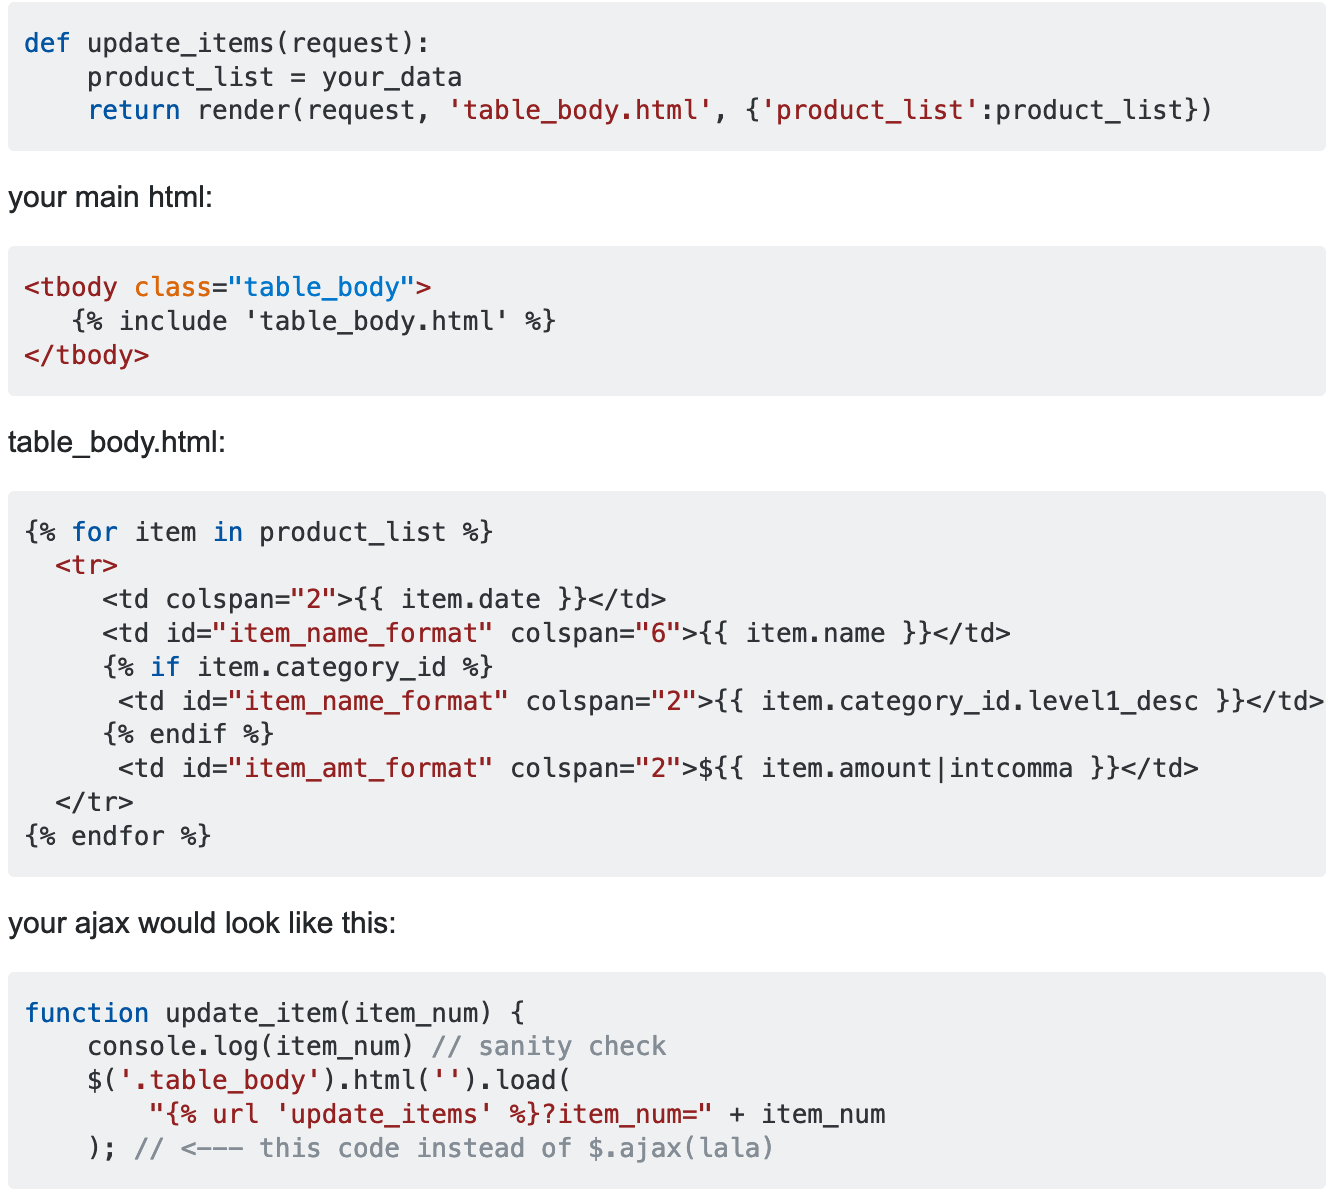 def update_items(request):
    product_list = your_data
    return render(request, 'table_body.html', {'product_list':product_list})
your main html:
<tbody class="table_body">
   {% include 'table_body.html' %}
</tbody>
table_body.html:
{% for item in product_list %}
  <tr>
     <td colspan="2">{{ item.date }}</td>
     <td id="item_name_format" colspan="6">{{ item.name }}</td>
     {% if item.category_id %}
      <td id="item_name_format" colspan="2">{{ item.category_id.level1_desc }}</td>
     {% endif %}
      <td id="item_amt_format" colspan="2">${{ item.amount|intcomma }}</td>
  </tr>
{% endfor %}
your ajax would look like this:
function update_item(item_num) {
    console.log(item_num) // sanity check
    $('.table_body').html('').load(
        "{% url 'update_items' %}?item_num=" + item_num
    ); // <--- this code instead of $.ajax(lala)